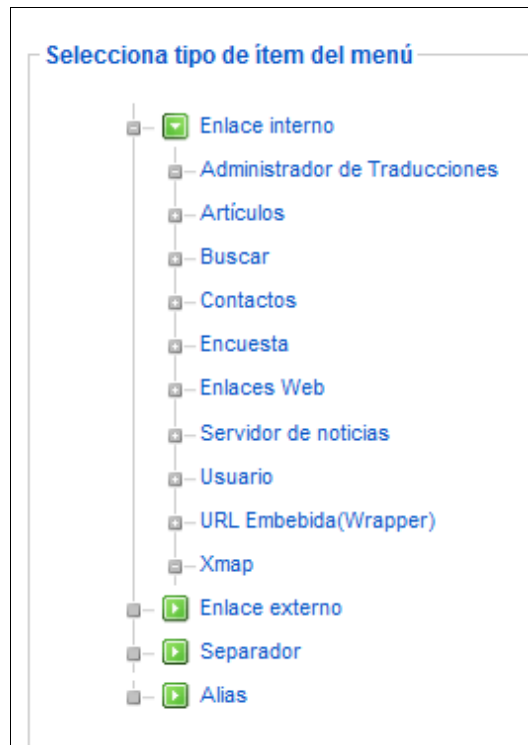 Selecciona tipo de ítem del menú
Enlace interno
Administrador de Traducciones
Artículos
Buscar
Contactos
Encuesta
Enlaces Web
Servidor de noticias
Usuario
URL Embebida(Wrapper)
Xmap
Enlace externo
Separador
Alias